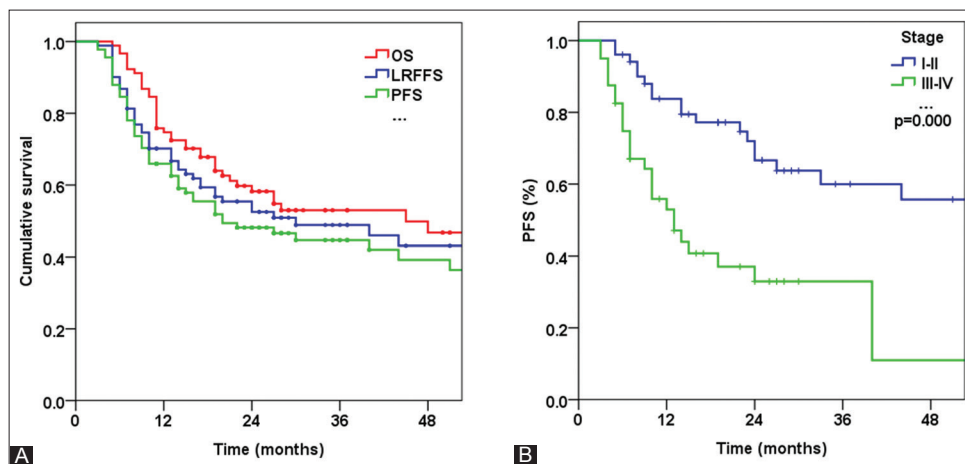 1.0
0.8
0.6
0.4
0.2
0.0
Cumulative survival
OS
LRFFS
PFS
...
0 12 24 36 48
Time (months)
A
1.0
0.8
0.6
0.4
0.2
0.0
PFS (%)
Stage
I-II
III-IV
...
p=0.000
0 12 24 36 48
Time (months)
B